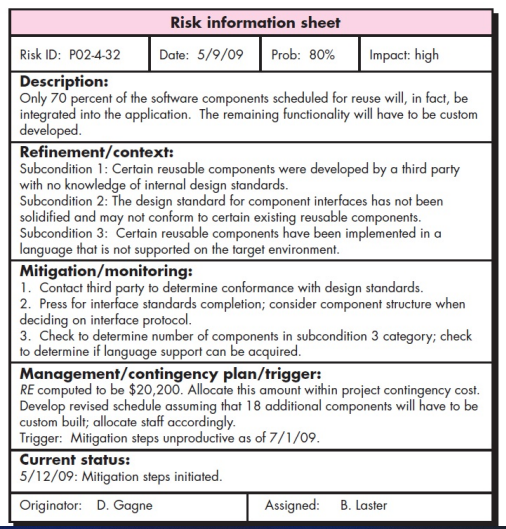 Risk information sheet
Risk ID: P02-4-32 Date: 5/9/09 Prob: 80% Impact: high
Description:
Only 70 percent of the software components scheduled for reuse will, in fact, be
integrated into the application. The remaining functionality will have to be custom
developed.
Refinement/context:
Subcondition 1: Certain reusable components were developed by a third party
with no knowledge of internal design standards.
Subcondition 2: The design standard for component interfaces has not been
solidified and may not conform to certain existing reusable components.
Subcondition 3: Certain reusable components have been implemented in a
language that is not supported on the target environment.
Mitigation/monitoring:
1. Contact third party to determine conformance with design standards.
2. Press for interface standards completion; consider component structure when
deciding on interface protocol.
3. Check to determine number of components in subcondition 3 category; check
to determine if language support can be acquired.
Management/contingency plan/trigger:
RE computed to be $20,200. Allocate this amount within project contingency cost.
Develop revised schedule assuming that 18 additional components will have to be
custom built; allocate staff accordingly.
Trigger: Mitigation steps unproductive as of 7/1/09.
Current status:
5/12/09: Mitigation steps initiated.
Originator: D. Gagne Assigned: B. Laster